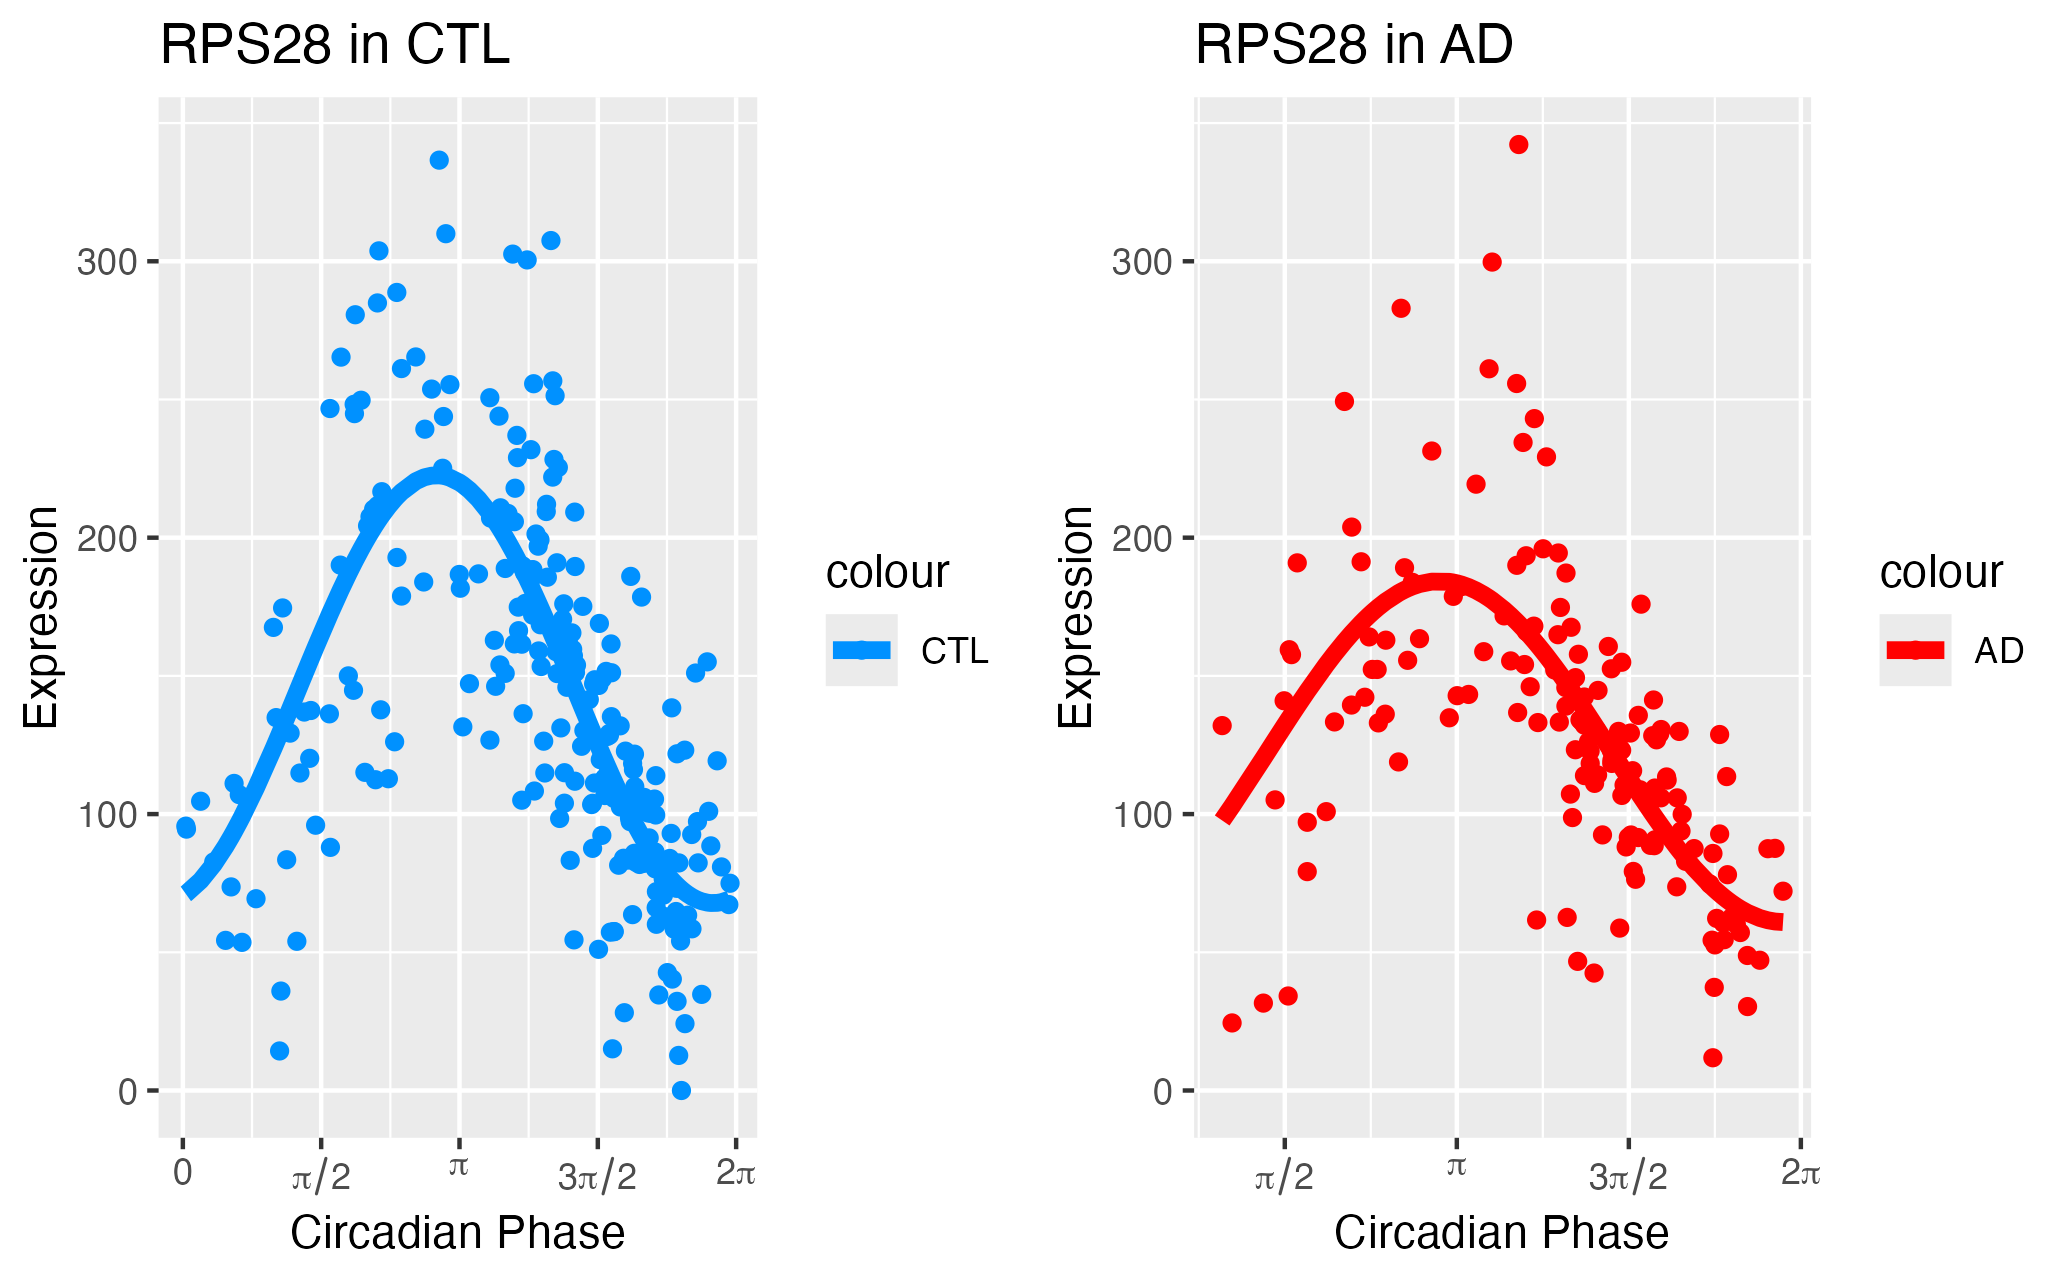 RPS28 in CTL
Expression
300
200
100
0
0 π/2 π 3π/2 2π
Circadian Phase
colour
CTL
RPS28 in AD
Expression
300
200
100
0
π/2 π 3π/2 2π
Circadian Phase
colour
AD